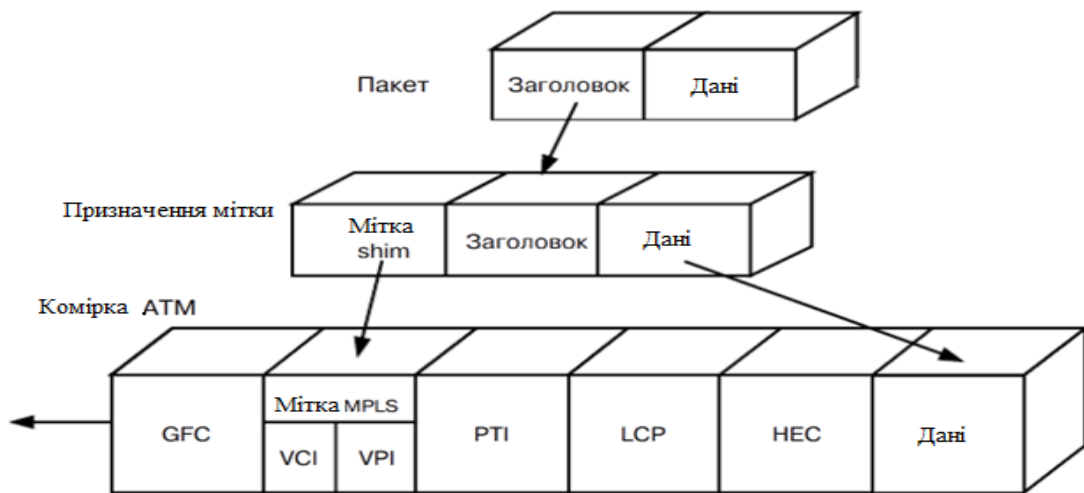 Пакет
Заголовок
Дані
Призначення мітки
Мітка
shim
Заголовок
Дані
Комірка ATM
GFC
Мітка MPLS
VCI
VPI
PTI
LCP
HEC
Дані